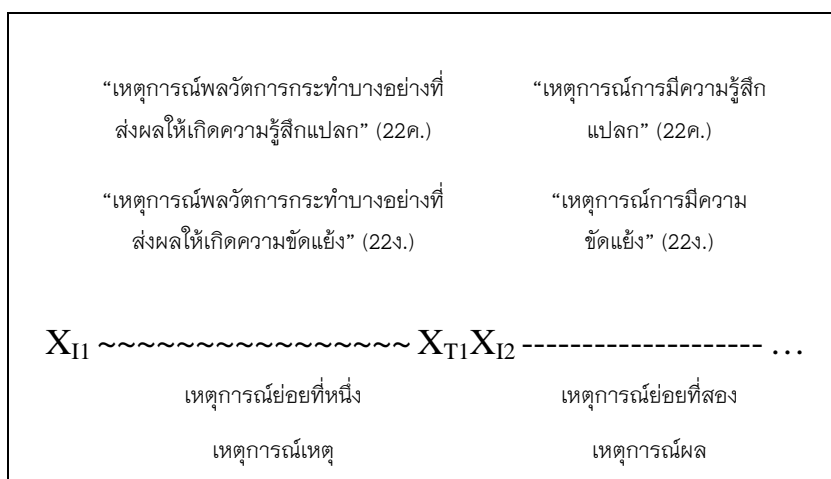 “เหตุการณ์พลวัตการกระทำบางอย่างที่
ส่งผลให้เกิดความรู้สึกแปลก” (22ค.)
“เหตุการณ์การมีความรู้สึก
แปลก” (22ค.)
“เหตุการณ์พลวัตการกระทำบางอย่างที่
ส่งผลให้เกิดความขัดแย้ง” (22ง.)
“เหตุการณ์การมีความ
ขัดแย้ง” (22ง.)
X_I1 ~~~~~~~~~~~~~~~~ X_T1X_I2 -------------------- …
เหตุการณ์ย่อยที่หนึ่ง
เหตุการณ์เหตุ
เหตุการณ์ย่อยที่สอง
เหตุการณ์ผล